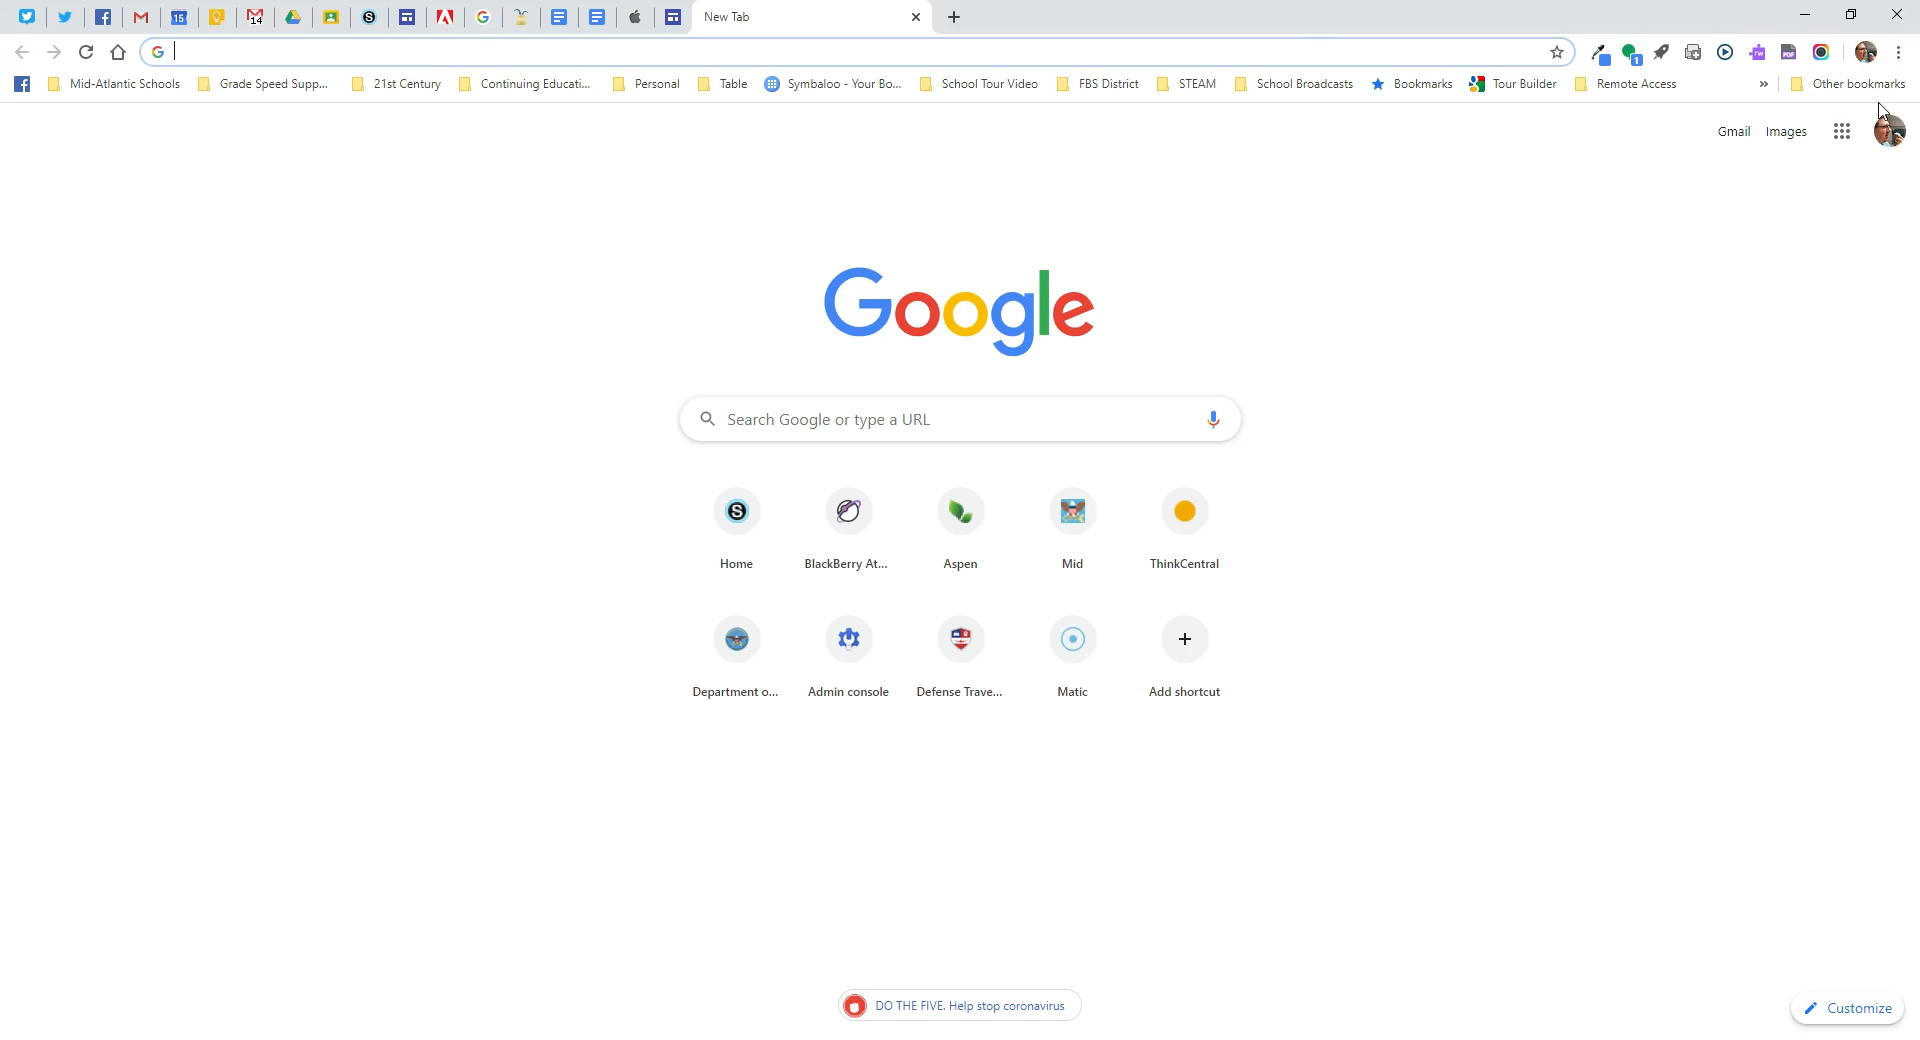 New Tab
15
14
1
Mid-Atlantic Schools
Grade Speed Supp...
21st Century
Continuing Educati...
Personal
Table
Symbaloo - Your Bo...
School Tour Video
FBS District
STEAM
School Broadcasts
Bookmarks
Tour Builder
Remote Access
»
Other bookmarks
Gmail Images
Google
Search Google or type a URL
Home
BlackBerry At...
Aspen
Mid
ThinkCentral
Department o...
Admin console
Defense Trave...
Matic
Add shortcut
DO THE FIVE. Help stop coronavirus
Customize